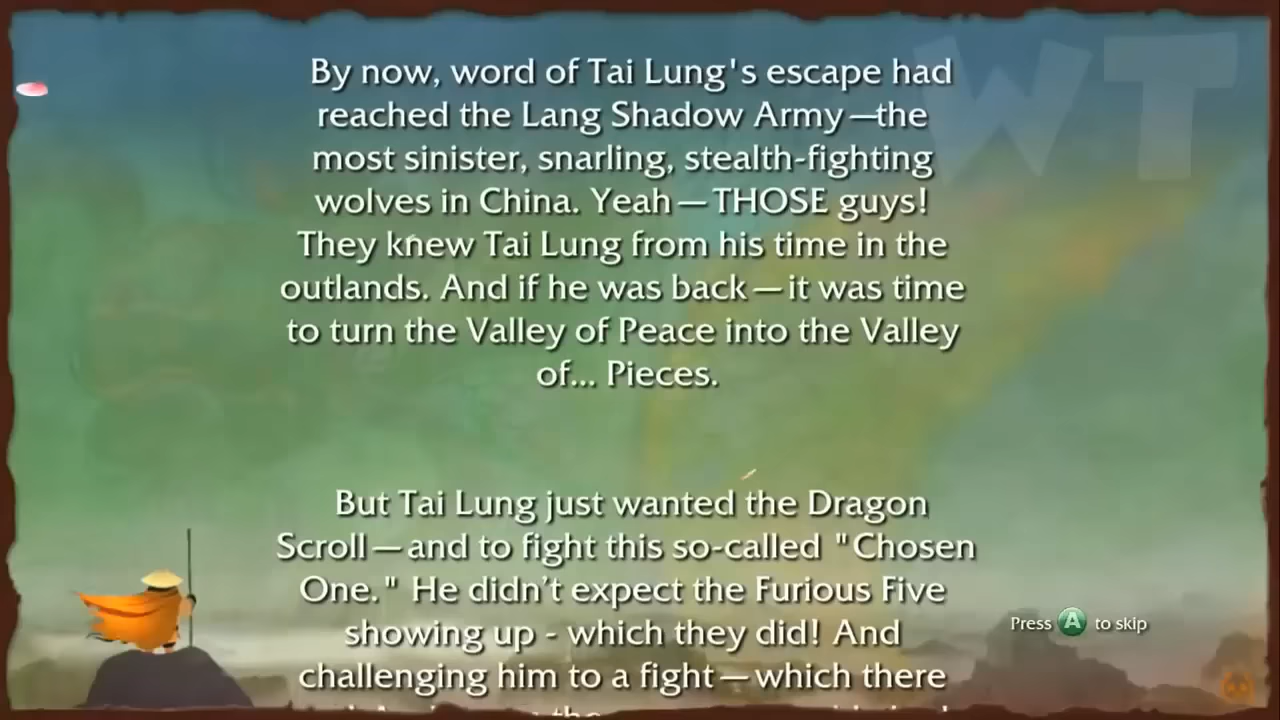 WT
By now, word of Tai Lung's escape had
reached the Lang Shadow Army—the
most sinister, snarling, stealth-fighting
wolves in China. Yeah—THOSE guys!
They knew Tai Lung from his time in the
outlands. And if he was back—it was time
to turn the Valley of Peace into the Valley
of... Pieces.
But Tai Lung just wanted the Dragon
Scroll—and to fight this so-called "Chosen
One." He didn't expect the Furious Five
showing up - which they did! And
challenging him to a fight—which there
Press A to skip